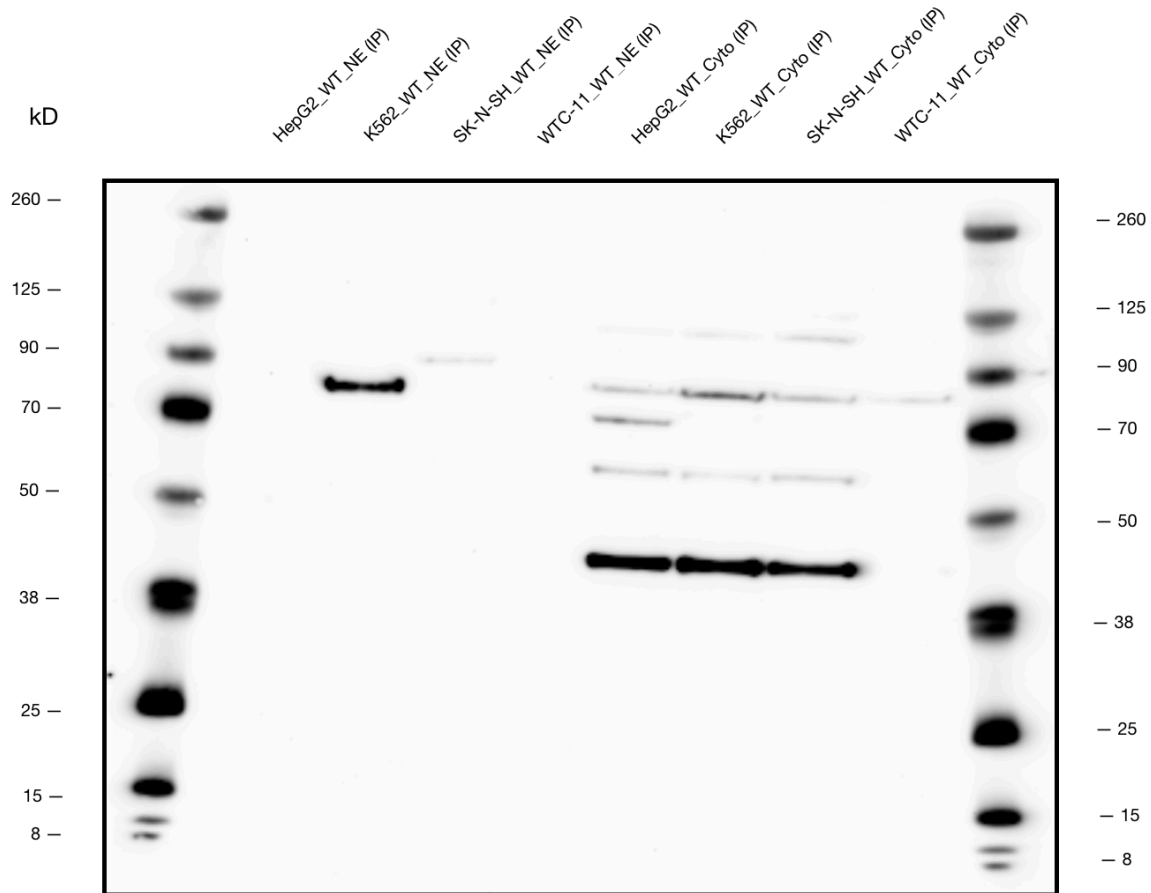 HepG2_WT_NE (IP)
K562_WT_NE (IP)
SK-N-SH_WT_NE (IP)
WTC-11_WT_NE (IP)
HepG2_WT_Cyto (IP)
K562_WT_Cyto (IP)
SK-N-SH_WT_Cyto (IP)
WTC-11_WT_Cyto (IP)
kD
260 –
125 –
90 –
70 –
50 –
38 –
25 –
15 –
8 –
– 260
– 125
– 90
– 70
– 50
– 38
– 25
– 15
– 8